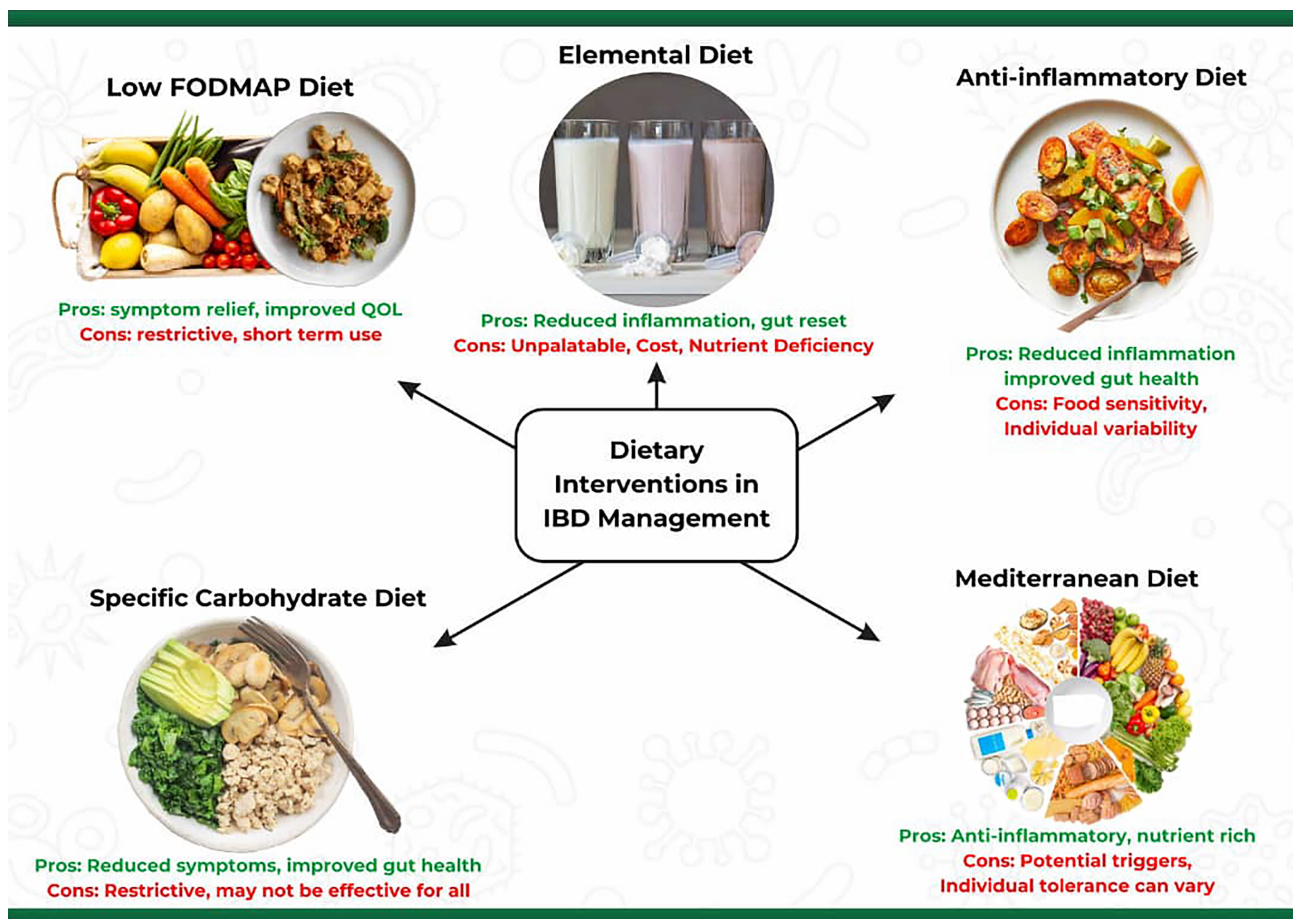 Elemental Diet
Low FODMAP Diet
Anti-inflammatory Diet
Pros: symptom relief, improved QOL
Cons: restrictive, short term use
Pros: Reduced inflammation, gut reset
Cons: Unpalatable, Cost, Nutrient Deficiency
Pros: Reduced inflammation
improved gut health
Cons: Food sensitivity,
Individual variability
Dietary
Interventions in
IBD Management
Specific Carbohydrate Diet
Mediterranean Diet
Pros: Reduced symptoms, improved gut health
Cons: Restrictive, may not be effective for all
Pros: Anti-inflammatory, nutrient rich
Cons: Potential triggers,
Individual tolerance can vary